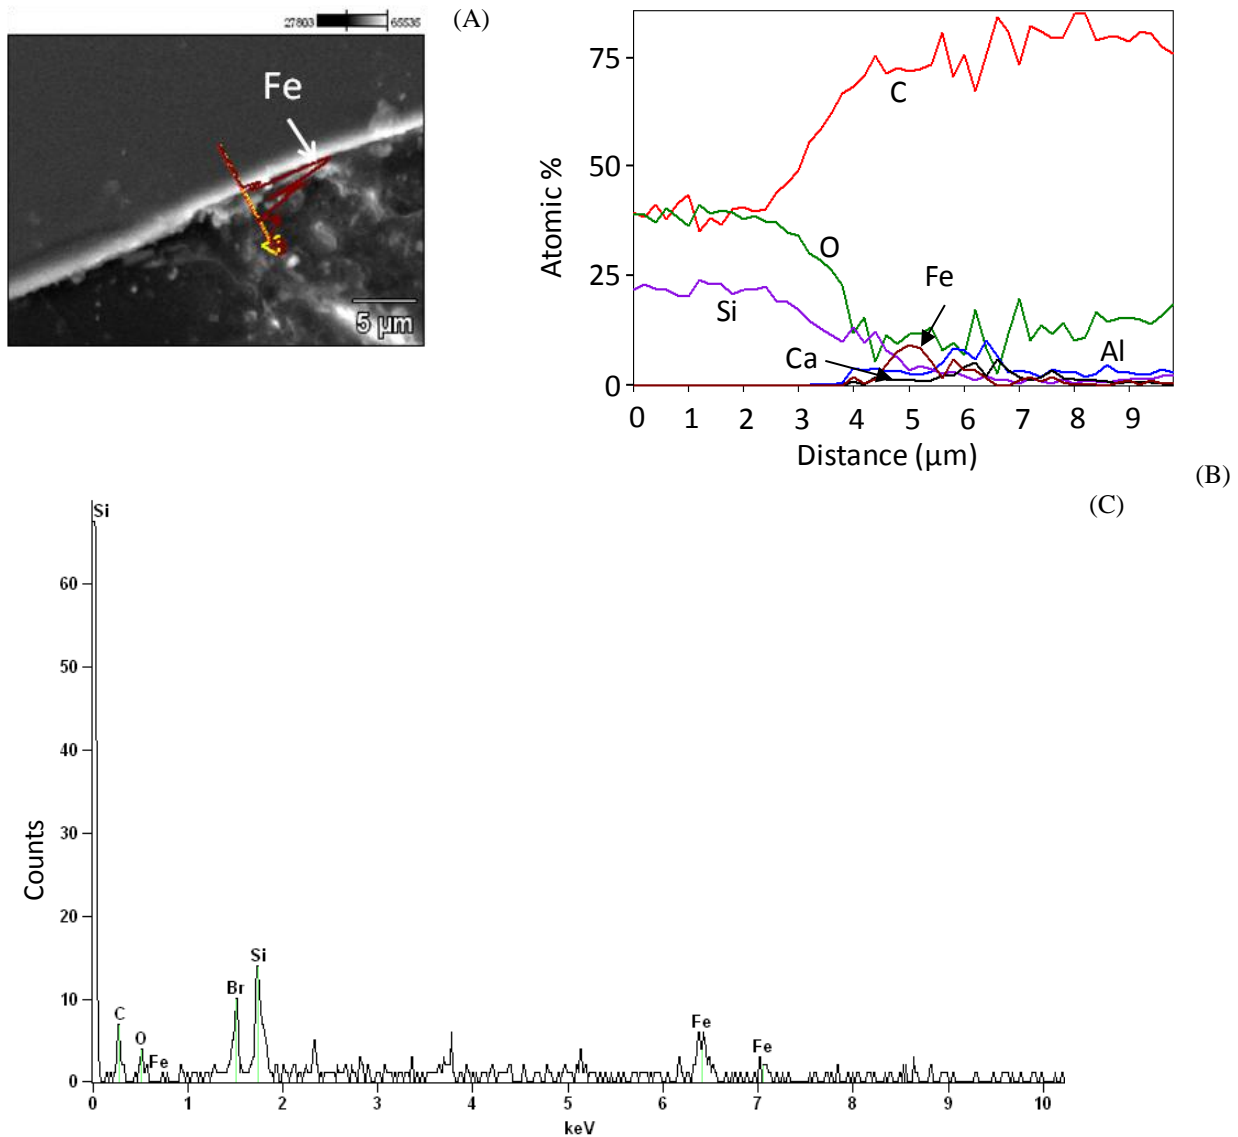 27803 65535
(A)
Fe
5 µm
75
50
25
0
Atomic %
C
O
Fe
Si
Ca
Al
0 1 2 3 4 5 6 7 8 9
Distance (µm)
(B)
(C)
Si
60
50
40
30
20
10
0
Counts
C
O
Fe
Br
Si
Fe
Fe
0 1 2 3 4 5 6 7 8 9 10
keV